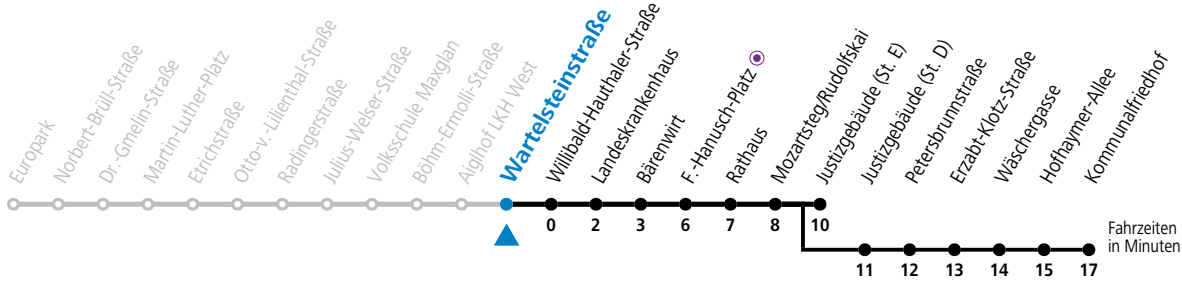 Europark
Norbert-Brüll-Straße
Dr.-Gmelin-Straße
Martin-Luther-Platz
Etrichstraße
Otto-v.-Lilienthal-Straße
Radingerstraße
Julius-Welser-Straße
Volksschule Maxglan
Böhm-Ermolli-Straße
Aiglhof LKH West
Wartelsteinstraße
Willibald-Hauthaler-Straße
Landeskrankenhaus
Bärenwirt
F.-Hanusch-Platz
Rathaus
Mozartsteg/Rudolfskai
Justizgebäude (St. E)
Justizgebäude (St. D)
Petersbrunnstraße
Erzabt-Klotz-Straße
Wäschergasse
Hofhaymer-Allee
Kommunalfriedhof
0 2 3 6 7 8 10
Fahrzeiten
in Minuten
11 12 13 14 15 17